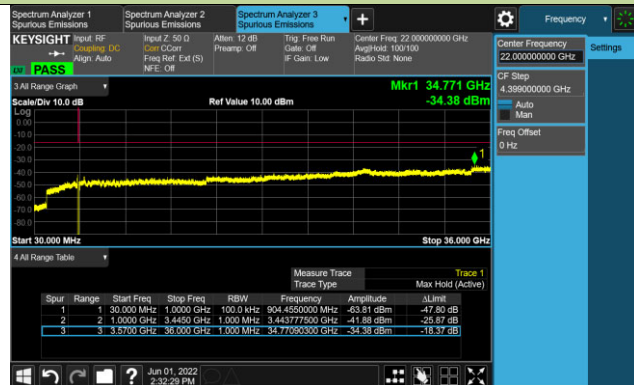 Spectrum Analyzer 1
Spurious Emissions
Spectrum Analyzer 2
Spurious Emissions
Spectrum Analyzer 3
Spurious Emissions
Frequency
KEYSIGHT
Input: RF
Coupling: DC
Align: Auto
Input Z: 50 Ω
Corr CCorr
Freq Ref: Ext (S)
NFE: Off
Atten: 12 dB
Preamp: Off
Trig: Free Run
Gate: Off
IF Gain: Low
Center Freq: 22.000000000 GHz
Avg|Hold: 100/100
Radio Std: None
PASS
Center Frequency
22.000000000 GHz
Settings
CF Step
4.399000000 GHz
Auto
Man
Freq Offset
0 Hz
3 All Range Graph
Mkr1 34.771 GHz
Scale/Div 10.0 dB
Ref Value 10.00 dBm
-34.38 dBm
Log
0.00
-10.0
-20.0
-30.0
-40.0
-50.0
-60.0
-70.0
-80.0
1
Start 30.000 MHz
Stop 36.000 GHz
4 All Range Table
Measure Trace Trace 1
Trace Type Max Hold (Active)
Spur Range Start Freq Stop Freq RBW Frequency Amplitude ΔLimit
1 1 30.000 MHz 1.0000 GHz 100.0 kHz 904.4550000 MHz -63.81 dBm -47.80 dB
2 2 1.0000 GHz 3.4450 GHz 1.000 MHz 3.443777500 GHz -41.88 dBm -25.87 dB
3 3 3.5700 GHz 36.000 GHz 1.000 MHz 34.77090300 GHz -34.38 dBm -18.37 dB
?
Jun 01, 2022
2:32:29 PM